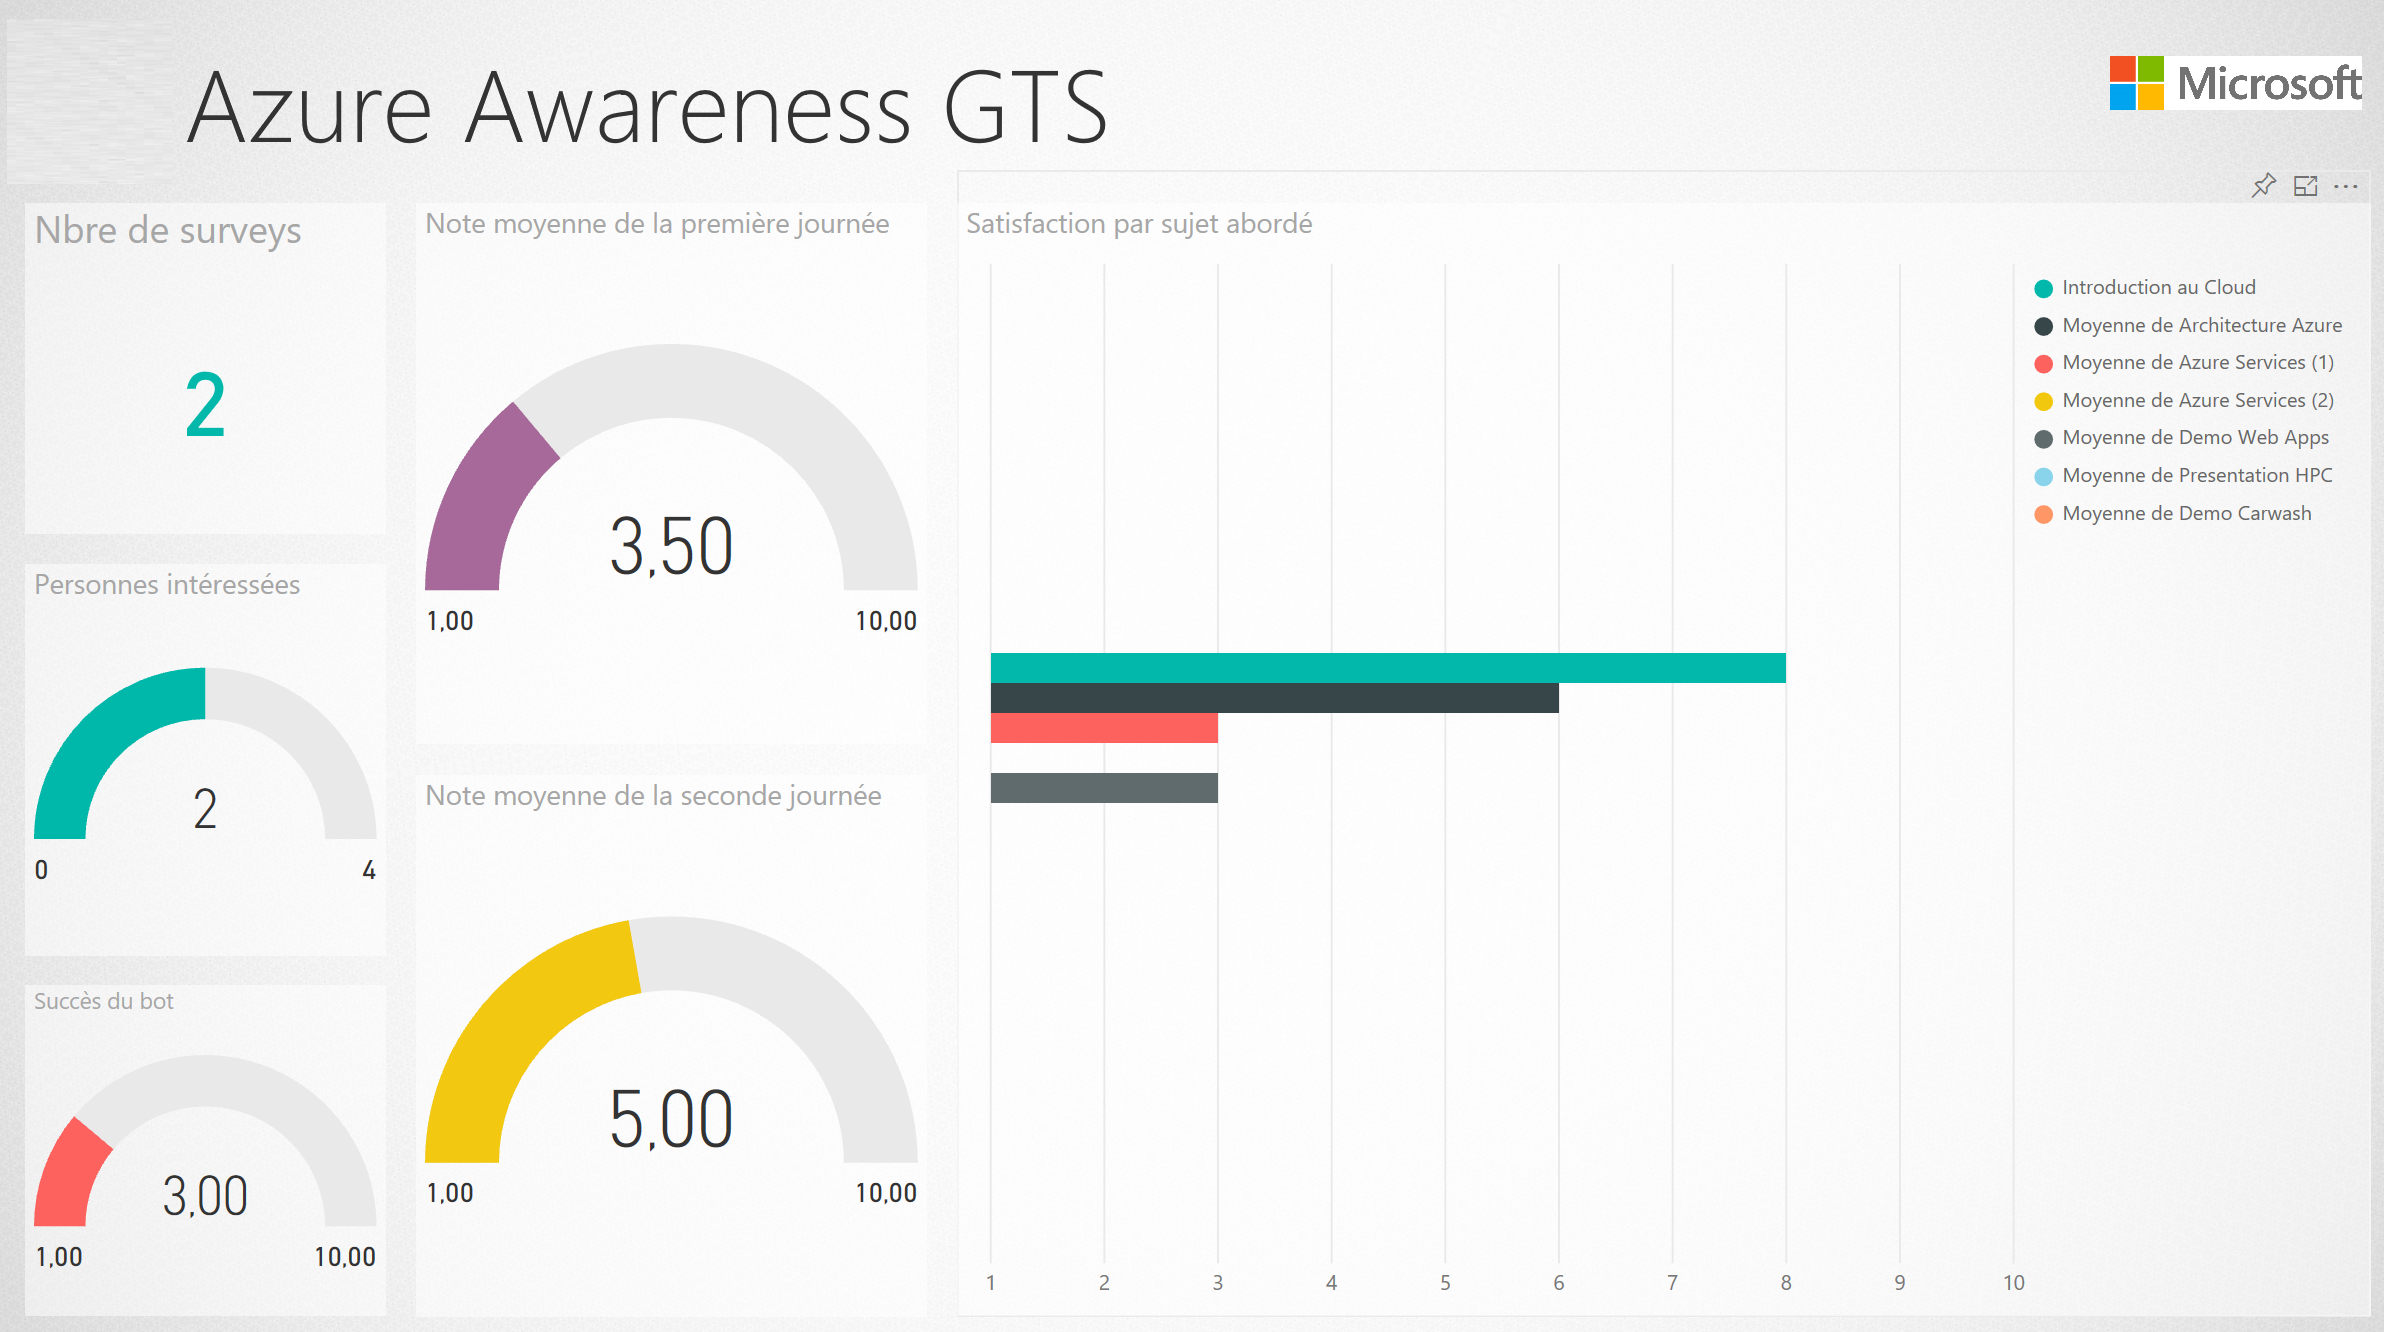 Azure Awareness GTS
Microsoft
Nbre de surveys
2
Personnes intéressées
2
0
4
Succès du bot
3,00
1,00
10,00
Note moyenne de la première journée
3,50
1,00
10,00
Note moyenne de la seconde journée
5,00
1,00
10,00
Satisfaction par sujet abordé
Introduction au Cloud
Moyenne de Architecture Azure
Moyenne de Azure Services (1)
Moyenne de Azure Services (2)
Moyenne de Demo Web Apps
Moyenne de Presentation HPC
Moyenne de Demo Carwash
1 2 3 4 5 6 7 8 9 10